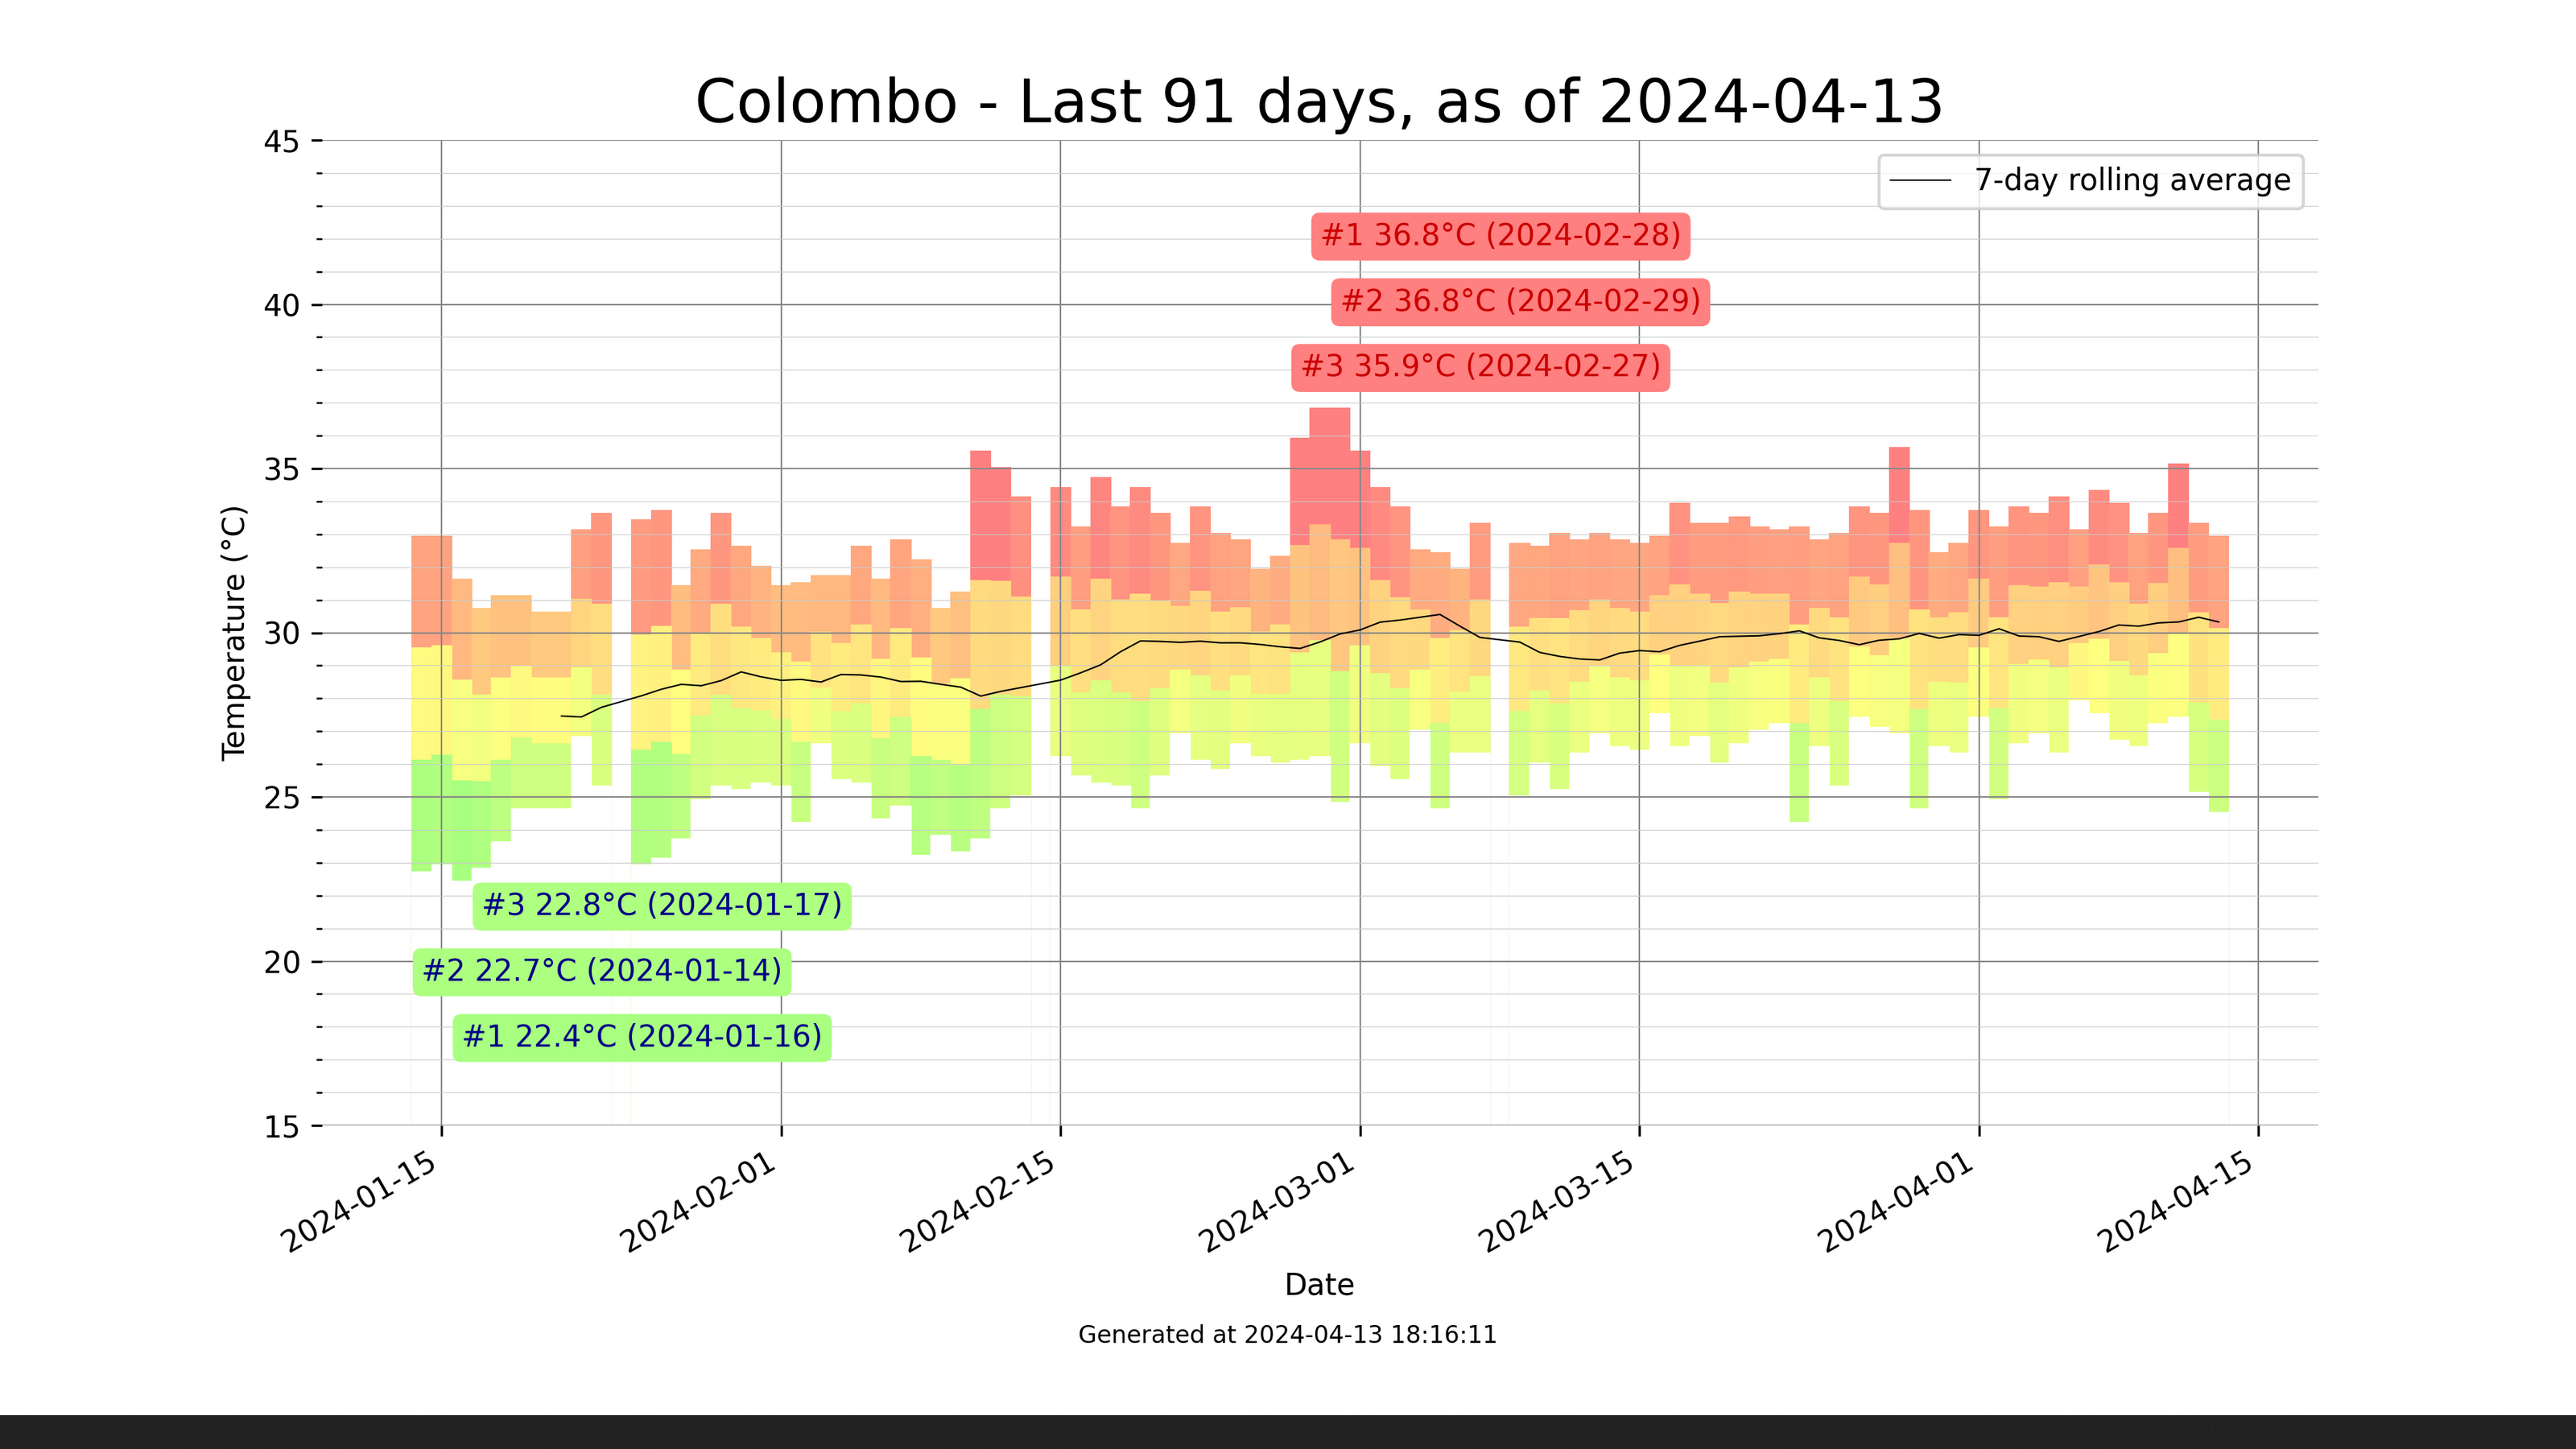 Colombo - Last 91 days, as of 2024-04-13
45
40
35
30
25
20
15
Temperature (°C)
7-day rolling average
#1 36.8°C (2024-02-28)
#2 36.8°C (2024-02-29)
#3 35.9°C (2024-02-27)
#3 22.8°C (2024-01-17)
#2 22.7°C (2024-01-14)
#1 22.4°C (2024-01-16)
2024-01-15
2024-02-01
2024-02-15
2024-03-01
2024-03-15
2024-04-01
2024-04-15
Date
Generated at 2024-04-13 18:16:11